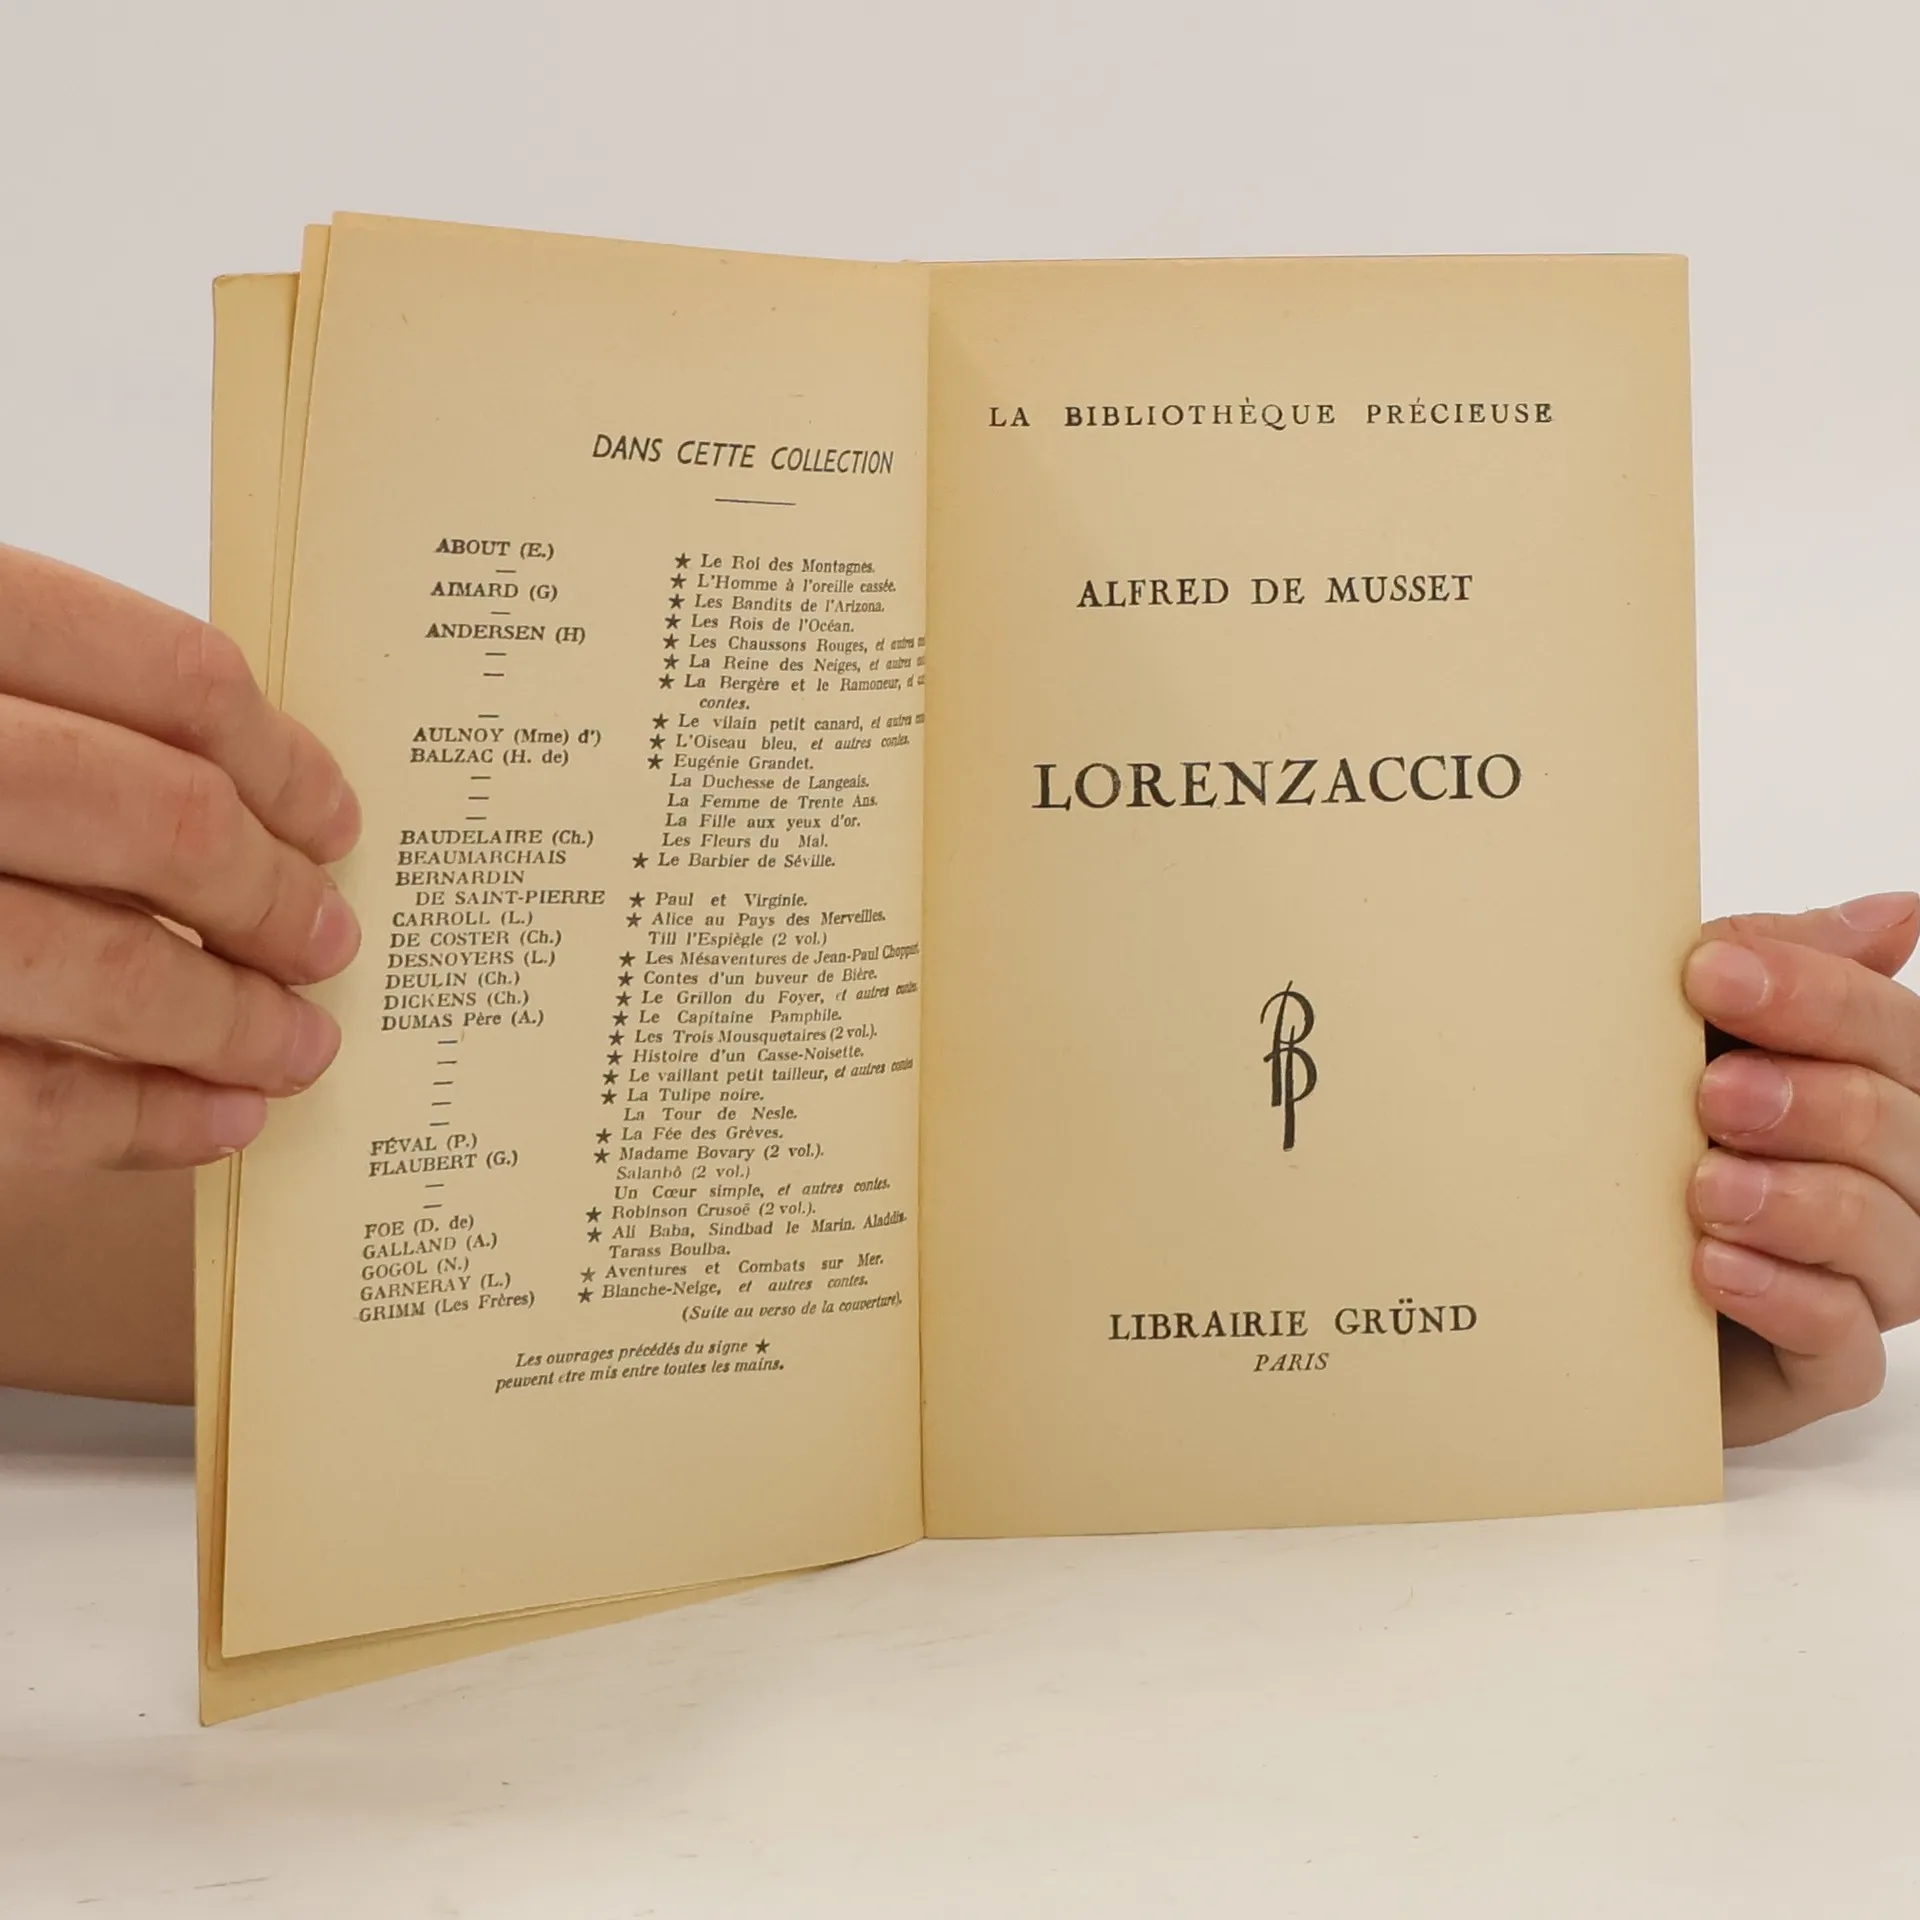 DANS CETTE COLLECTION
ABOUT (E.) ★ Le Roi des Montagnes.
— ★ L'Homme à l'oreille cassée.
AIMARD (G) ★ Les Bandits de l'Arizona.
— ★ Les Rois de l'Océan.
ANDERSEN (H) ★ Les Chaussons Rouges, et autres
— ★ La Reine des Neiges, et autres
— ★ La Bergère et le Ramoneur,
contes.
— ★ Le vilain petit canard, et autres
AULNOY (Mme) d') ★ L'Oiseau bleu, et autres contes.
BALZAC (H. de) ★ Eugénie Grandet.
— La Duchesse de Langeais.
— La Femme de Trente Ans.
— La Fille aux yeux d'or.
BAUDELAIRE (Ch.) Les Fleurs du Mal.
BEAUMARCHAIS ★ Le Barbier de Séville.
BERNARDIN
DE SAINT-PIERRE ★ Paul et Virginie.
CARROLL (L.) ★ Alice au Pays des Merveilles.
DE COSTER (Ch.) Till l'Espiègle (2 vol.)
DESNOYERS (L.) ★ Les Mésaventures de Jean-Paul Choppart.
DEULIN (Ch.) ★ Contes d'un buveur de Bière.
DICKENS (Ch.) ★ Le Grillon du Foyer, et autres contes.
DUMAS Père (A.) ★ Le Capitaine Pamphile.
— ★ Les Trois Mousquetaires (2 vol.).
— ★ Histoire d'un Casse-Noisette.
— ★ Le vaillant petit tailleur, et autres contes
— ★ La Tulipe noire.
— La Tour de Nesle.
FÉVAL (P.) ★ La Fée des Grèves.
FLAUBERT (G.) ★ Madame Bovary (2 vol.).
— Salanbô (2 vol.)
— Un Cœur simple, et autres contes.
FOE (D. de) ★ Robinson Crusoë (2 vol.).
GALLAND (A.) ★ Ali Baba, Sindbad le Marin. Aladdin.
GOGOL (N.) Tarass Boulba.
GARNERAY (L.) ★ Aventures et Combats sur Mer.
GRIMM (Les Frères) ★ Blanche-Neige, et autres contes.
(Suite au verso de la couverture).
Les ouvrages précédés du signe ★
peuvent être mis entre toutes les mains.
LA BIBLIOTHÈQUE PRÉCIEUSE
ALFRED DE MUSSET
LORENZACCIO
LIBRAIRIE GRÜND
PARIS